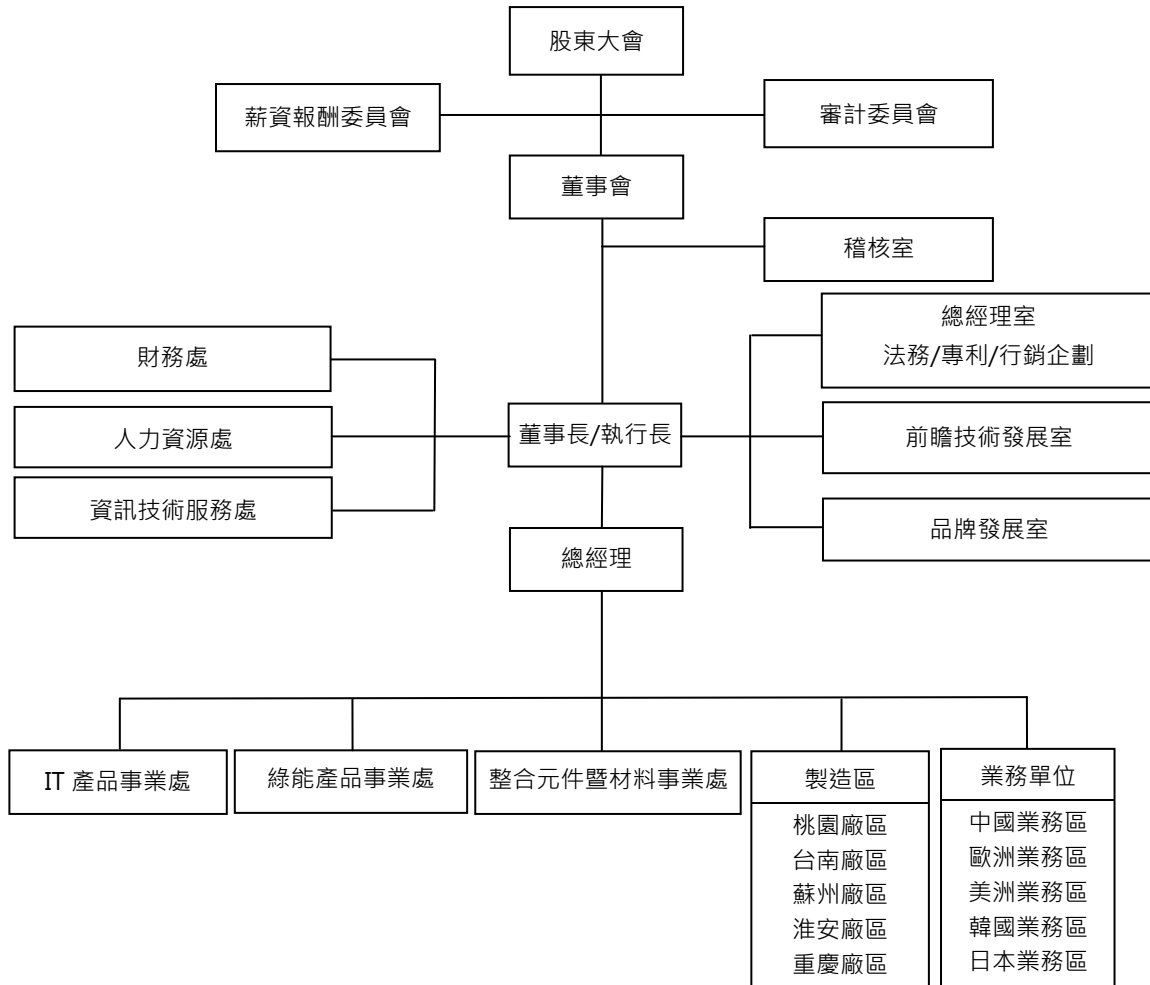 股東大會
薪資報酬委員會
審計委員會
董事會
稽核室
總經理室
法務/專利/行銷企劃
財務處
人力資源處
董事長/執行長
前瞻技術發展室
資訊技術服務處
品牌發展室
總經理
IT 產品事業處
綠能產品事業處
整合元件暨材料事業處
製造區
桃園廠區
台南廠區
蘇州廠區
淮安廠區
重慶廠區
業務單位
中國業務區
歐洲業務區
美洲業務區
韓國業務區
日本業務區